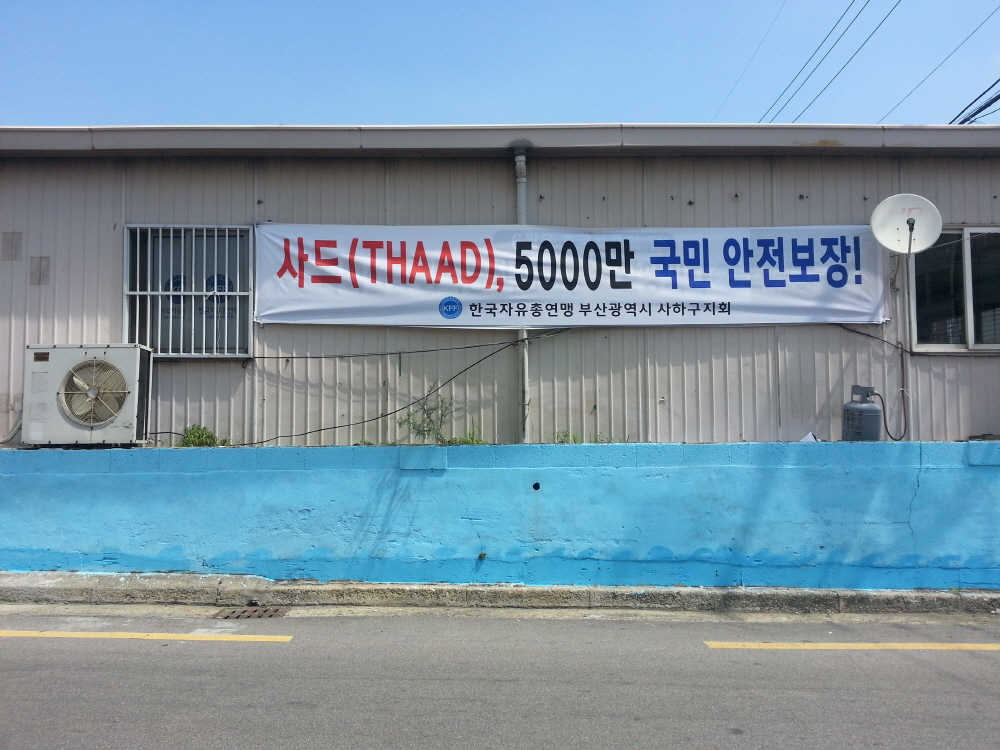 사드(THAAD), 5000만 국민 안전보장!
KFF 한국자유총연맹 부산광역시 사하구지회